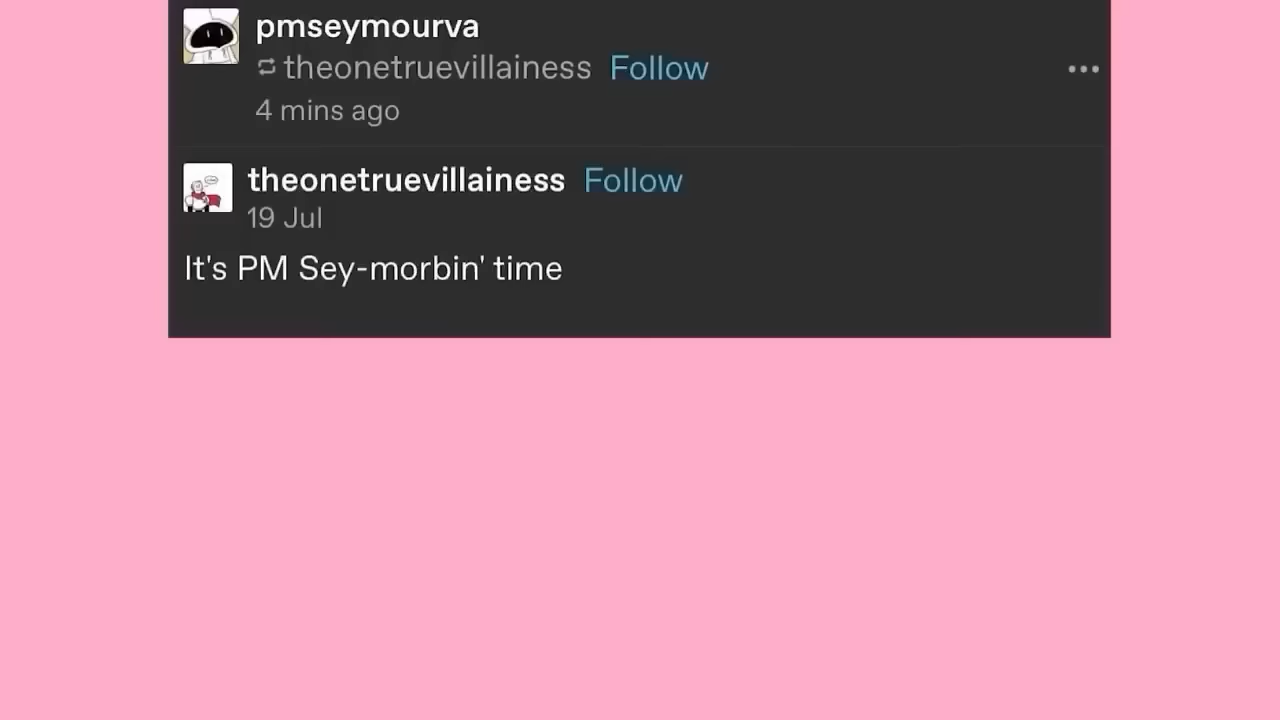 pmseymourva
theonetruevillainess Follow
4 mins ago
theonetruevillainess Follow
19 Jul
It's PM Sey-morbin' time